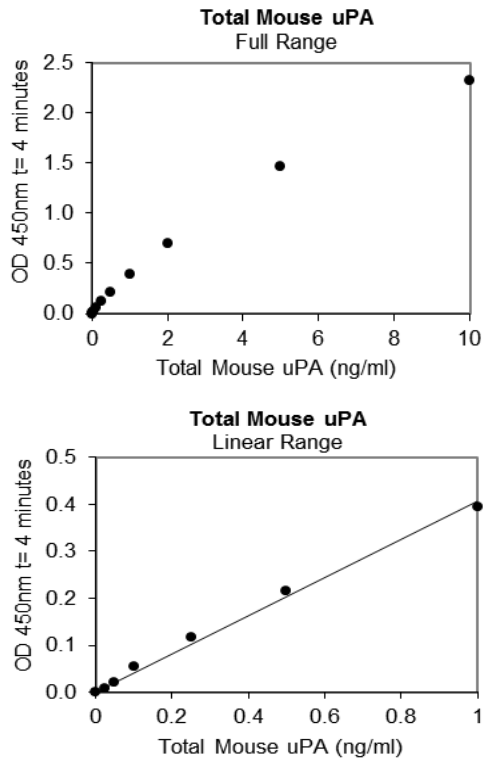 Total Mouse uPA
Full Range
2.5
2.0
1.5
1.0
0.5
0.0
OD 450nm t= 4 minutes
0 2 4 6 8 10
Total Mouse uPA (ng/ml)
Total Mouse uPA
Linear Range
0.5
0.4
0.3
0.2
0.1
0.0
OD 450nm t= 4 minutes
0 0.2 0.4 0.6 0.8 1
Total Mouse uPA (ng/ml)